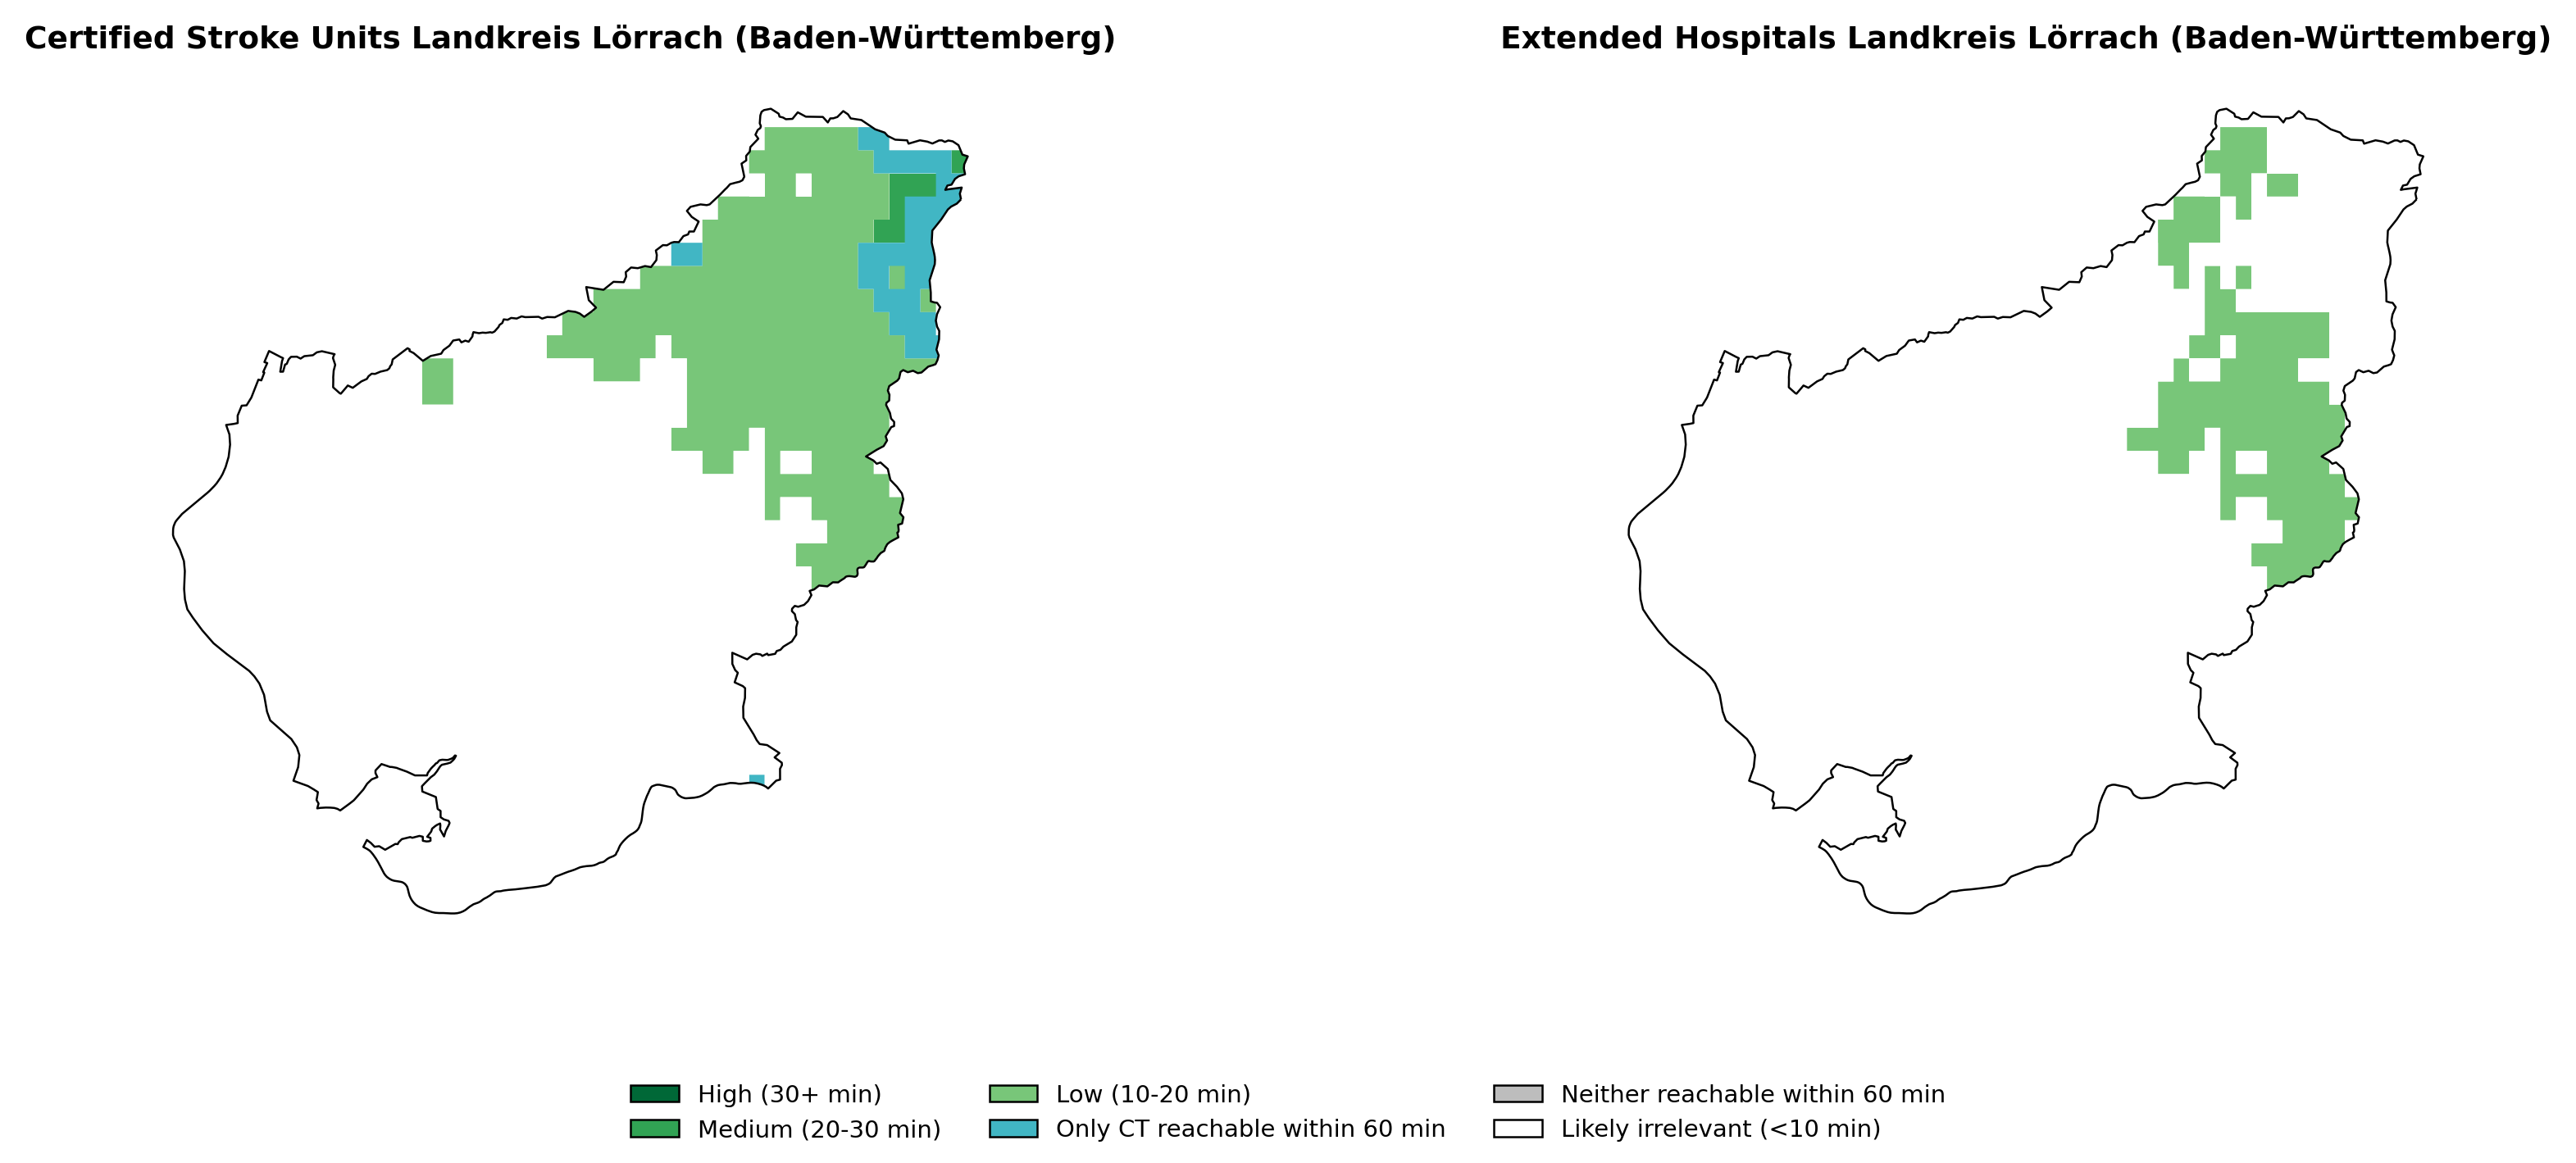 Certified Stroke Units Landkreis Lörrach (Baden-Württemberg)
Extended Hospitals Landkreis Lörrach (Baden-Württemberg)
High (30+ min)
Medium (20-30 min)
Low (10-20 min)
Only CT reachable within 60 min
Neither reachable within 60 min
Likely irrelevant (<10 min)